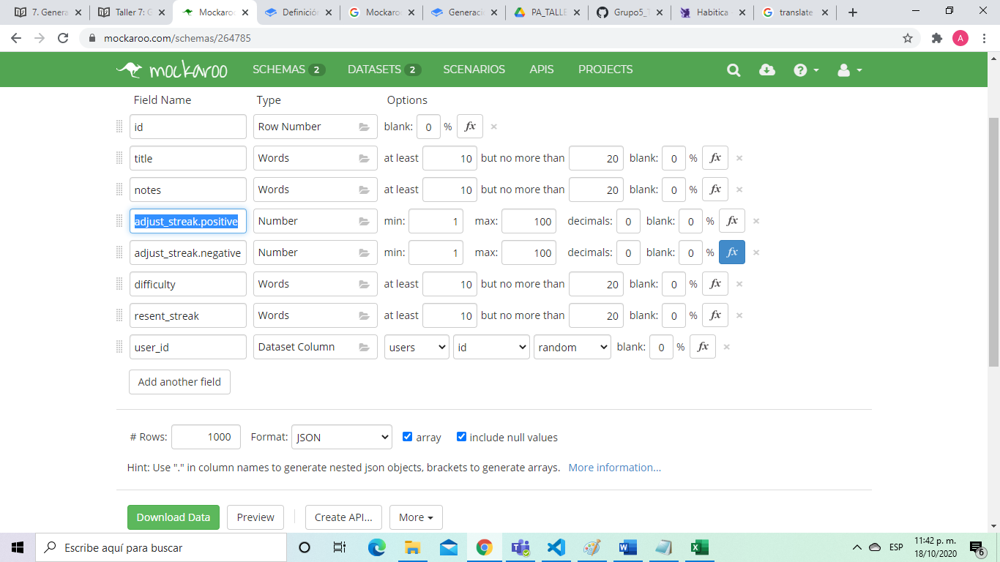 7. Genera
Taller 7: G
Mockaroo
Definición
Mockaroo
Generaci
PA_TALLE
Grupo5_T
Habitica
translate
mockaroo.com/schemas/264785
A
mockaroo
SCHEMAS 2
DATASETS 2
SCENARIOS
APIS
PROJECTS
Field Name Type Options
id Row Number blank: 0 % fx ×
title Words at least 10 but no more than 20 blank: 0 % fx ×
notes Words at least 10 but no more than 20 blank: 0 % fx ×
adjust_streak.positive Number min: 1 max: 100 decimals: 0 blank: 0 % fx ×
adjust_streak.negative Number min: 1 max: 100 decimals: 0 blank: 0 % fx ×
difficulty Words at least 10 but no more than 20 blank: 0 % fx ×
resent_streak Words at least 10 but no more than 20 blank: 0 % fx ×
user_id Dataset Column users id random blank: 0 % fx ×
Add another field
# Rows: 1000 Format: JSON array include null values
Hint: Use "." in column names to generate nested json objects, brackets to generate arrays. More information...
Download Data Preview Create API... More
Escribe aquí para buscar
ESP
11:42 p. m.
18/10/2020
6